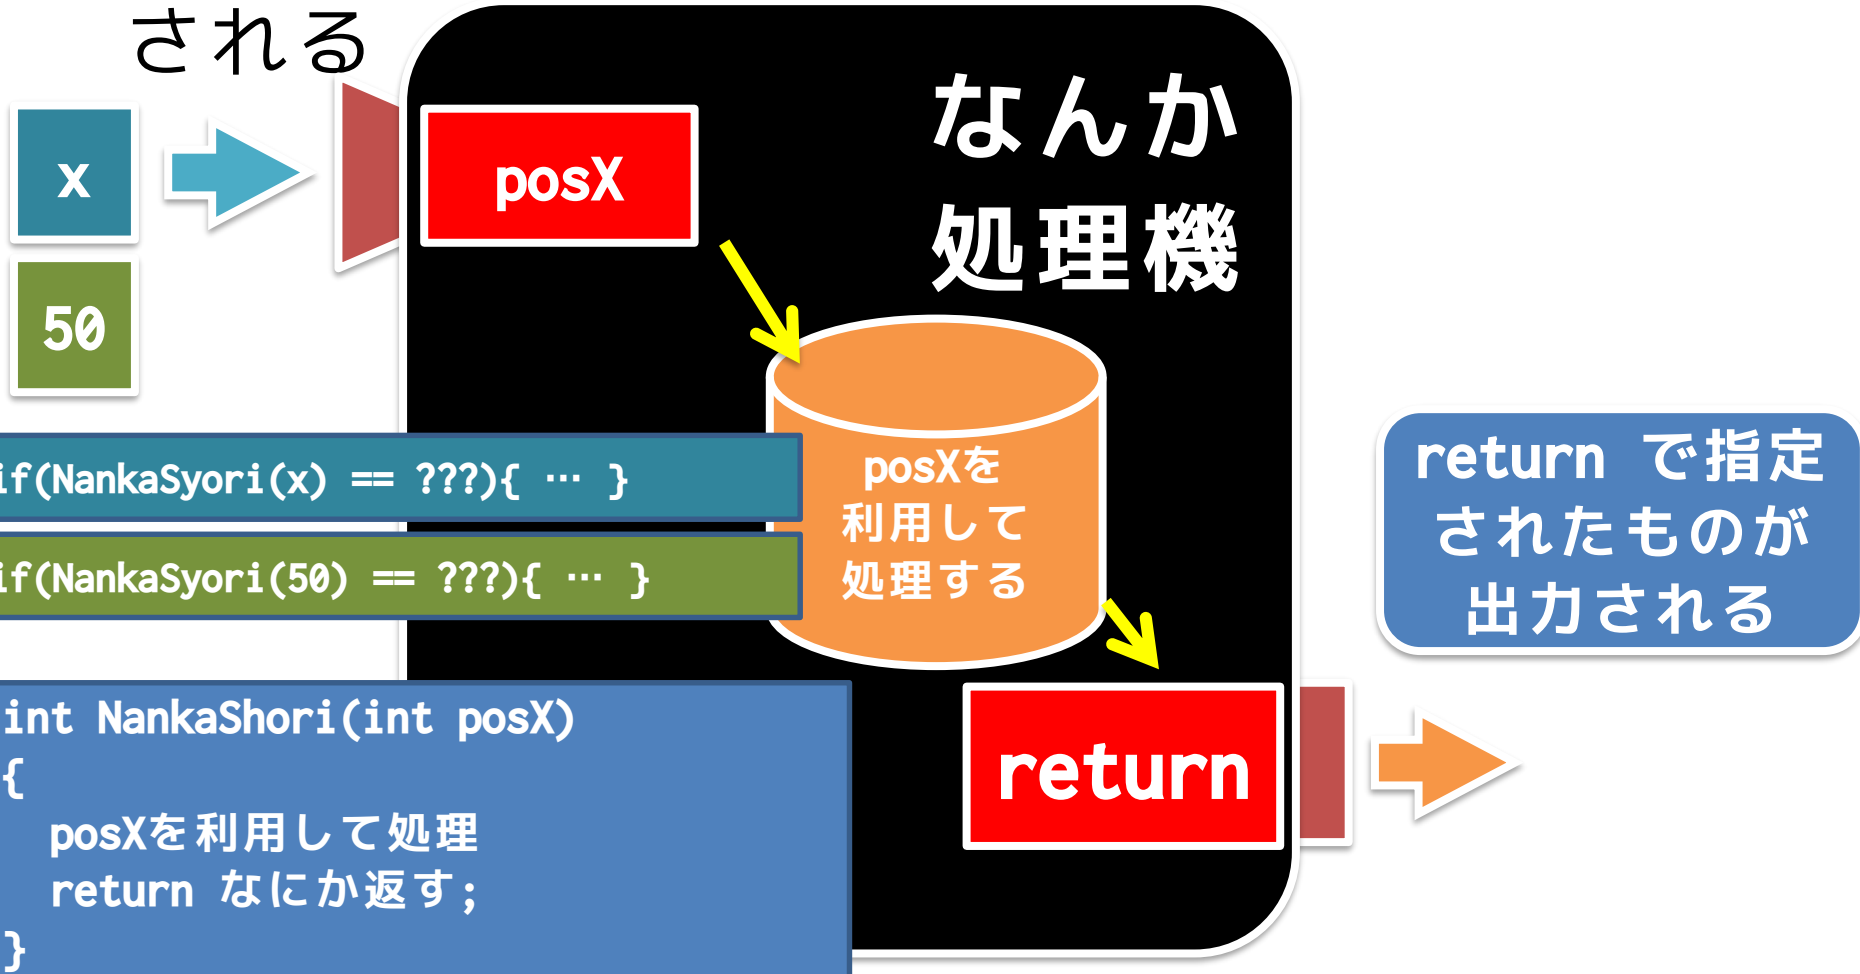 される
x
posX
なんか
処理機
50
if(NankaSyori(x) == ???){ … }
if(NankaSyori(50) == ???){ … }
posXを
利用して
処理する
return で指定
されたものが
出力される
int NankaShori(int posX)
{
posXを利用して処理
return なにか返す;
}
return